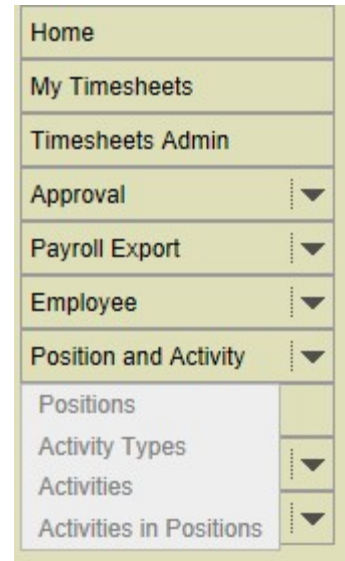 Home
My Timesheets
Timesheets Admin
Approval
Payroll Export
Employee
Position and Activity
Positions
Activity Types
Activities
Activities in Positions